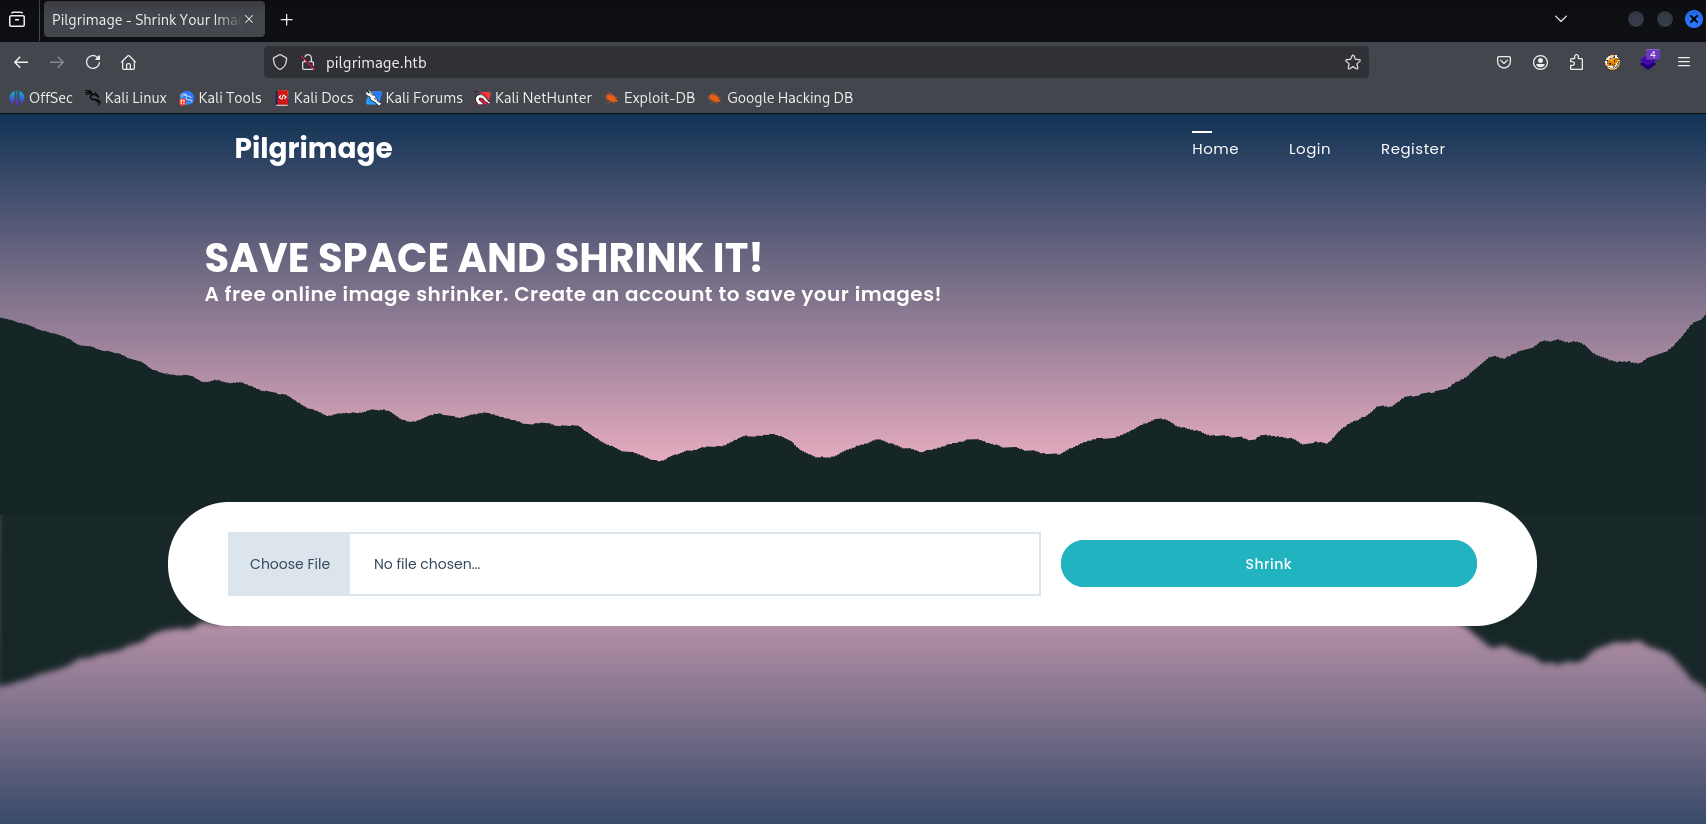 Pilgrimage - Shrink Your Ima
pilgrimage.htb
4
OffSec Kali Linux Kali Tools Kali Docs Kali Forums Kali NetHunter Exploit-DB Google Hacking DB
Pilgrimage Home Login Register
SAVE SPACE AND SHRINK IT!
A free online image shrinker. Create an account to save your images!
Choose File No file chosen... Shrink